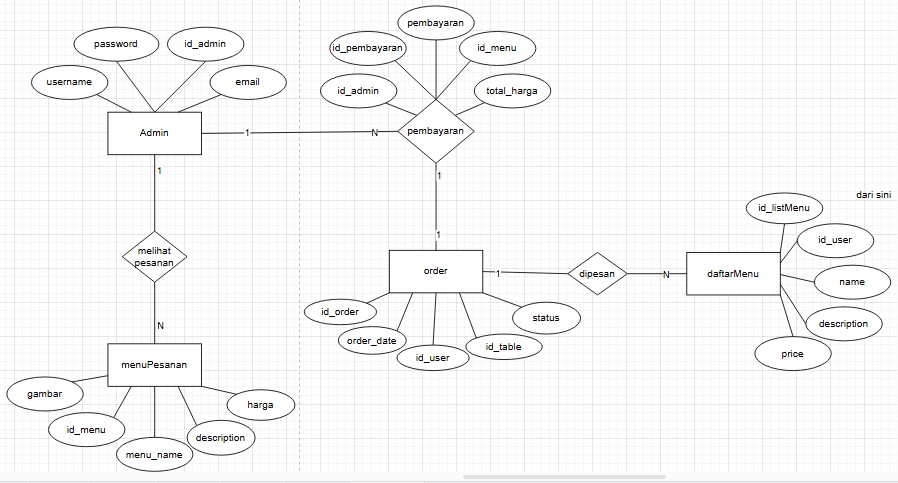 pembayaran
password
id_admin
id_pembayaran
id_menu
username
email
id_admin
total_harga
Admin
1
N
pembayaran
1
1
dari sini
id_listMenu
1
id_user
melihat
pesanan
order
1
dipesan
N
daftarMenu
name
id_order
status
description
N
order_date
id_table
id_user
price
menuPesanan
gambar
harga
id_menu
description
menu_name